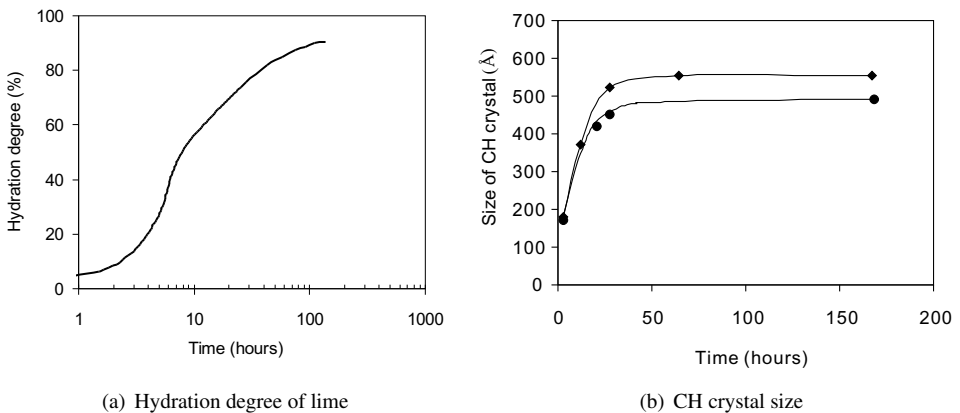 100
80
60
40
20
0
Hydration degree (%)
1 10 100 1000
Time (hours)
(a) Hydration degree of lime
700
600
500
400
300
200
100
0
Size of CH crystal (Å)
0 50 100 150 200
Time (hours)
(b) CH crystal size